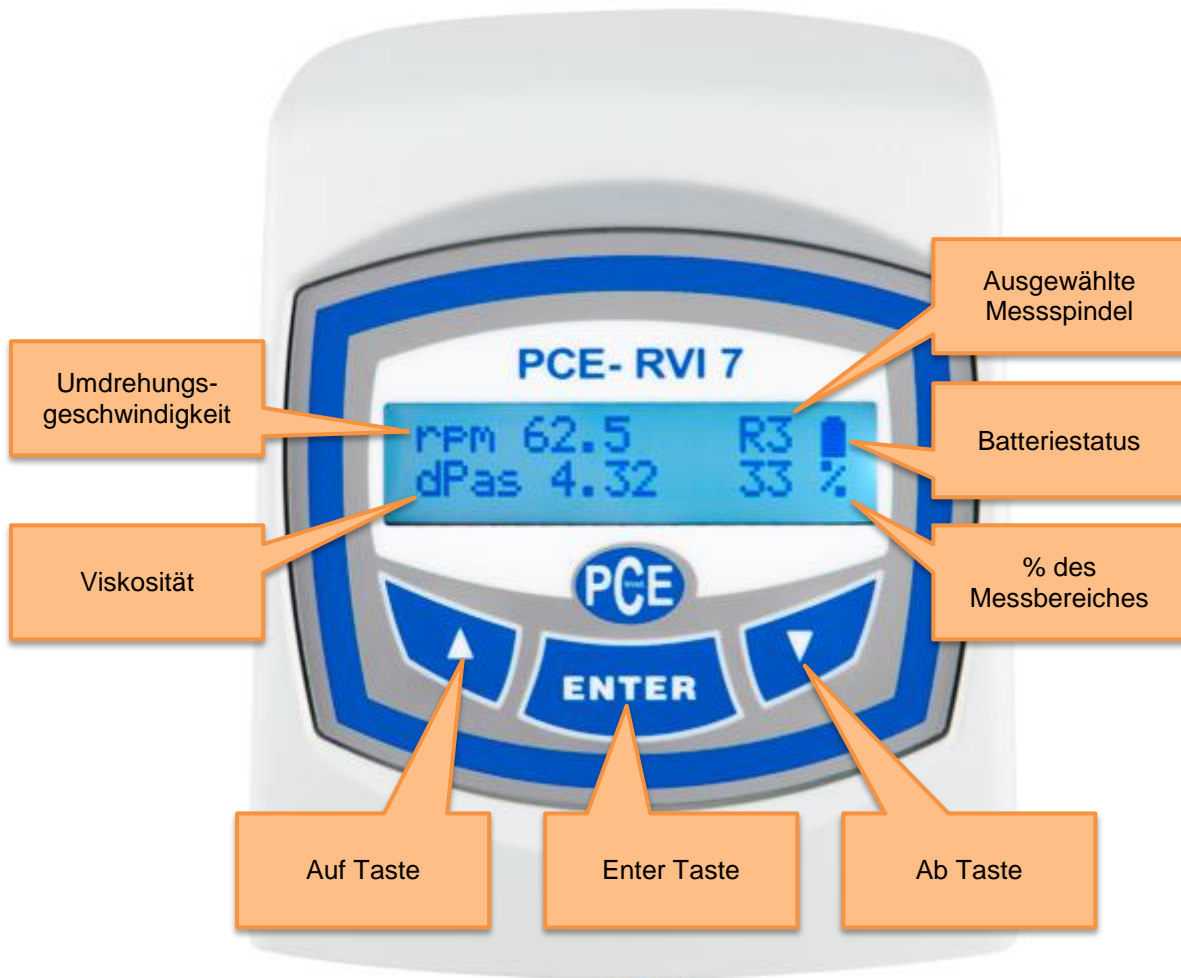 Ausgewählte
Messspindel
PCE- RVI 7
Umdrehungs-
geschwindigkeit
rpm 62.5 R3
Batteriestatus
dPas 4.32 33 %
Viskosität
% des
Messbereiches
PCE
ENTER
Auf Taste
Enter Taste
Ab Taste